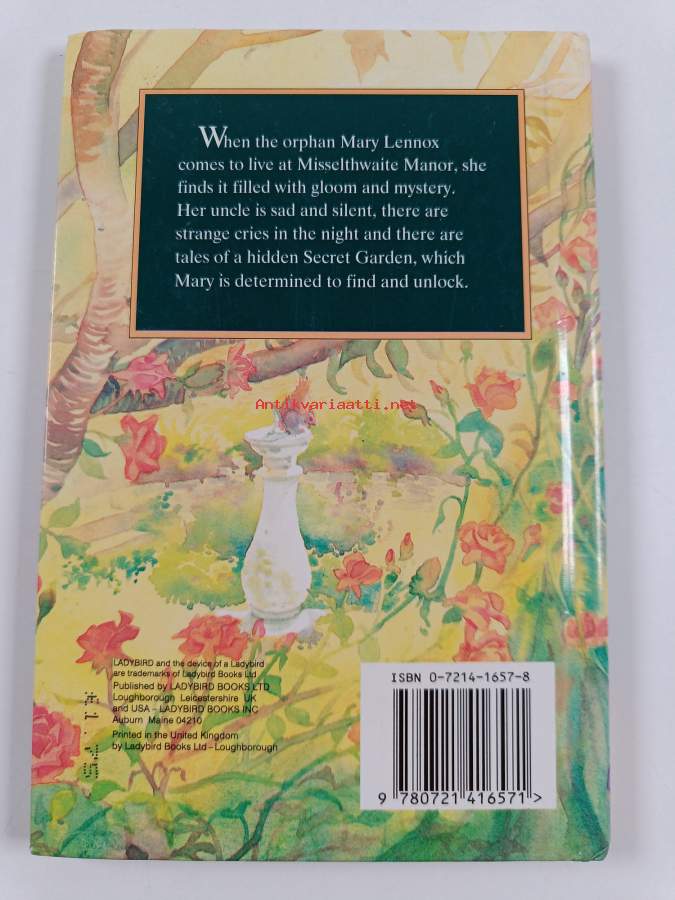 When the orphan Mary Lennox
comes to live at Misselthwaite Manor, she
finds it filled with gloom and mystery.
Her uncle is sad and silent, there are
strange cries in the night and there are
tales of a hidden Secret Garden, which
Mary is determined to find and unlock.
Antikvariaatti.net
LADYBIRD and the device of a Ladybird
are trademarks of Ladybird Books Ltd
Published by LADYBIRD BOOKS LTD
Loughborough Leicestershire UK
and USA – LADYBIRD BOOKS INC
Auburn Maine 04210
Printed in the United Kingdom
by Ladybird Books Ltd – Loughborough
ISBN 0-7214-1657-8
9 780721 416571 >